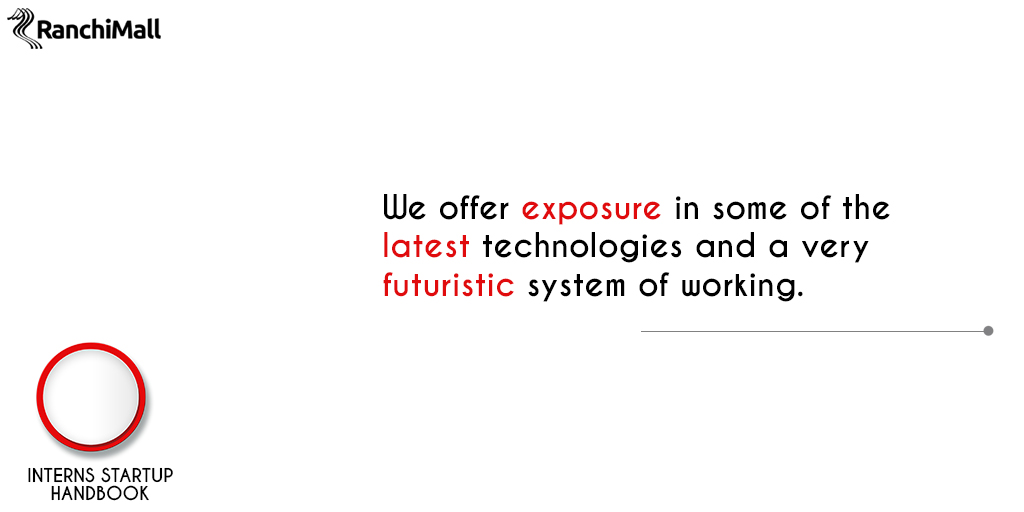 RanchiMall
We offer exposure in some of the
latest technologies and a very
futuristic system of working.
INTERNS STARTUP
HANDBOOK